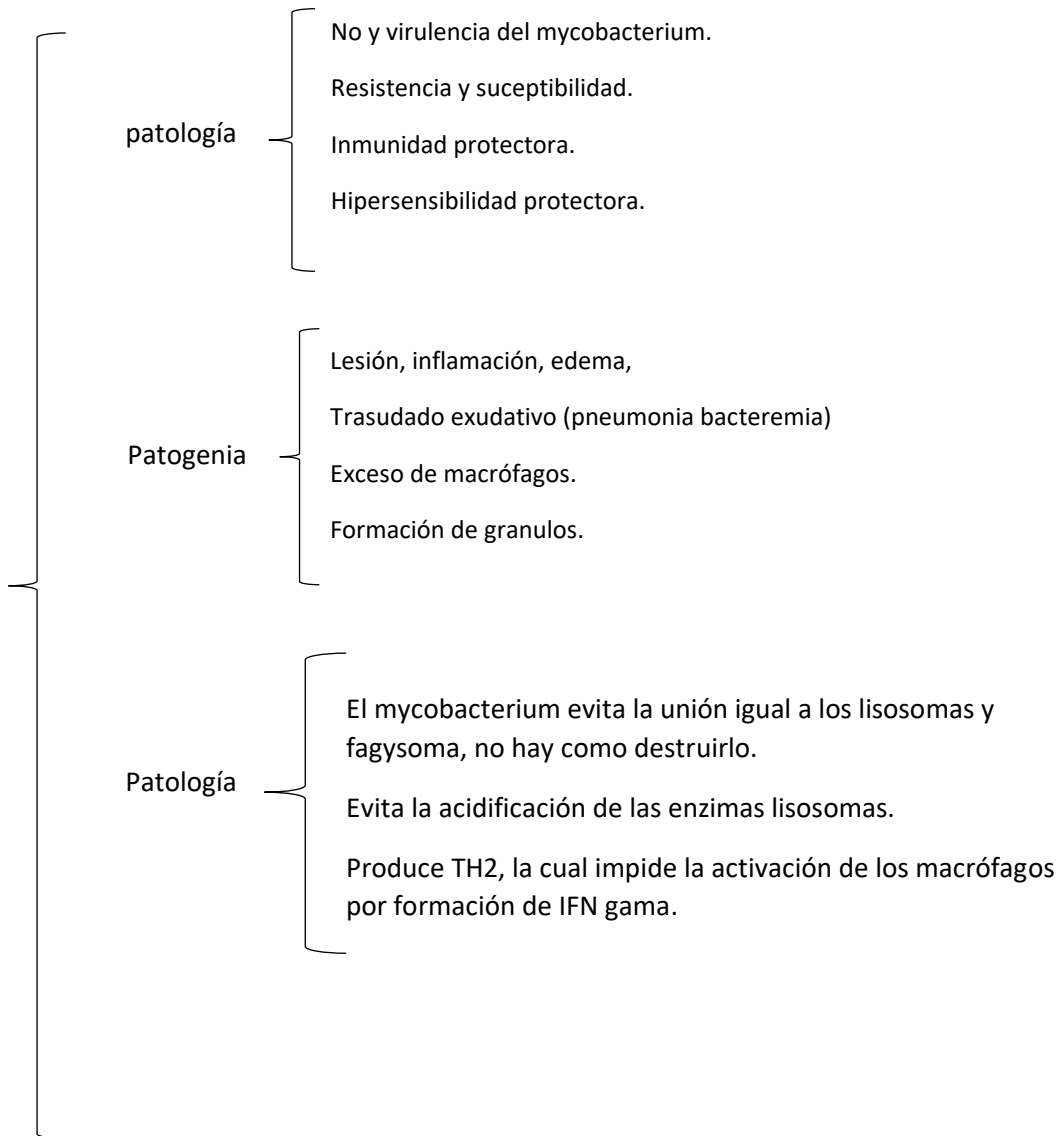 patología
No y virulencia del mycobacterium.
Resistencia y suceptibilidad.
Inmunidad protectora.
Hipersensibilidad protectora.
Patogenia
Lesión, inflamación, edema,
Trasudado exudativo (pneumonia bacteremia)
Exceso de macrófagos.
Formación de granulos.
Patología
El mycobacterium evita la unión igual a los lisosomas y
fagysoma, no hay como destruirlo.
Evita la acidificación de las enzimas lisosomas.
Produce TH2, la cual impide la activación de los macrófagos
por formación de IFN gama.